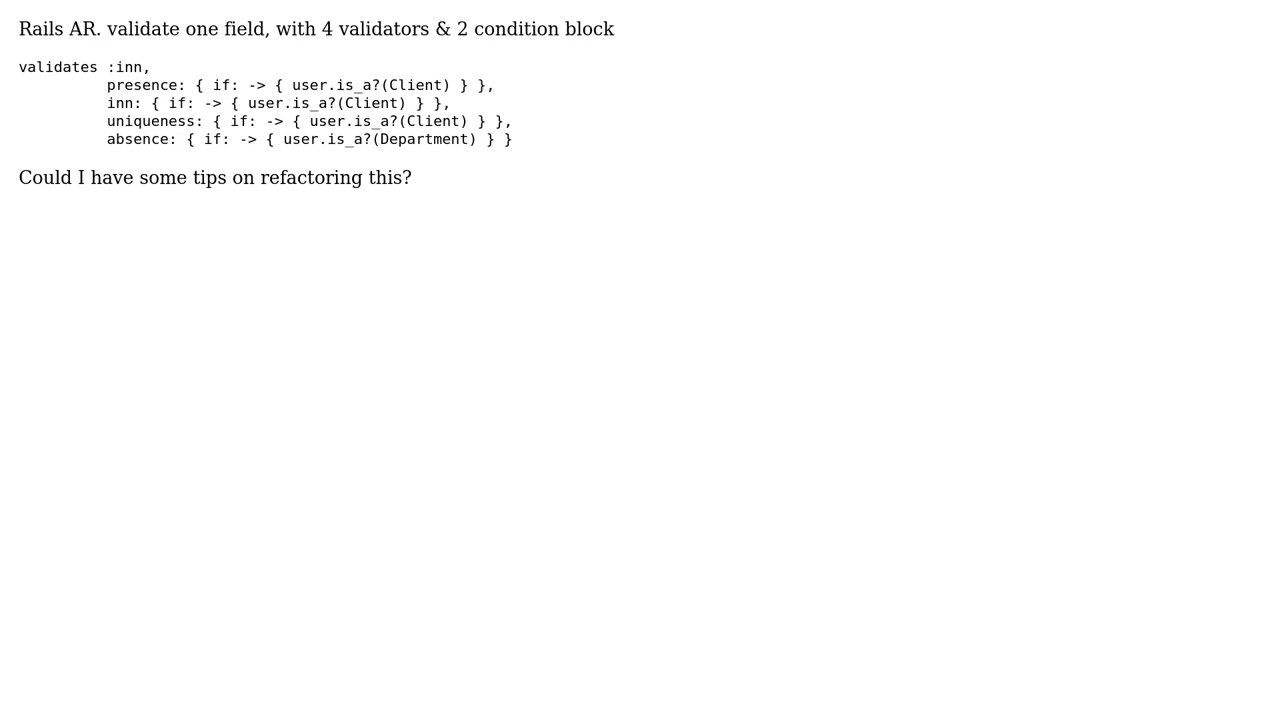 Rails AR. validate one field, with 4 validators & 2 condition block
validates :inn,
          presence: { if: -> { user.is_a?(Client) } },
          inn: { if: -> { user.is_a?(Client) } },
          uniqueness: { if: -> { user.is_a?(Client) } },
          absence: { if: -> { user.is_a?(Department) } }
Could I have some tips on refactoring this?